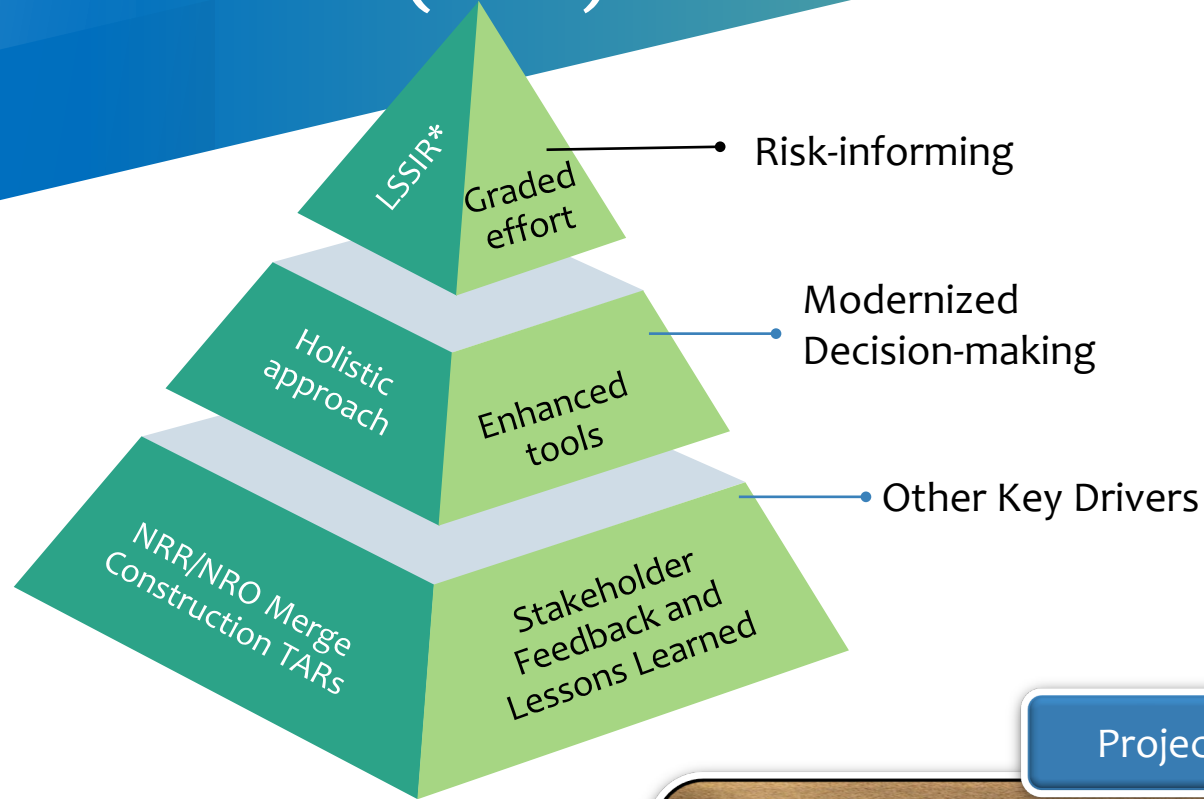 LSSIR*
Graded
effort
Risk-informing
Holistic
approach
Enhanced
tools
Modernized
Decision-making
NRR/NRO Merge
Construction TARs
Stakeholder
Feedback and
Lessons Learned
Other Key Drivers
Projec